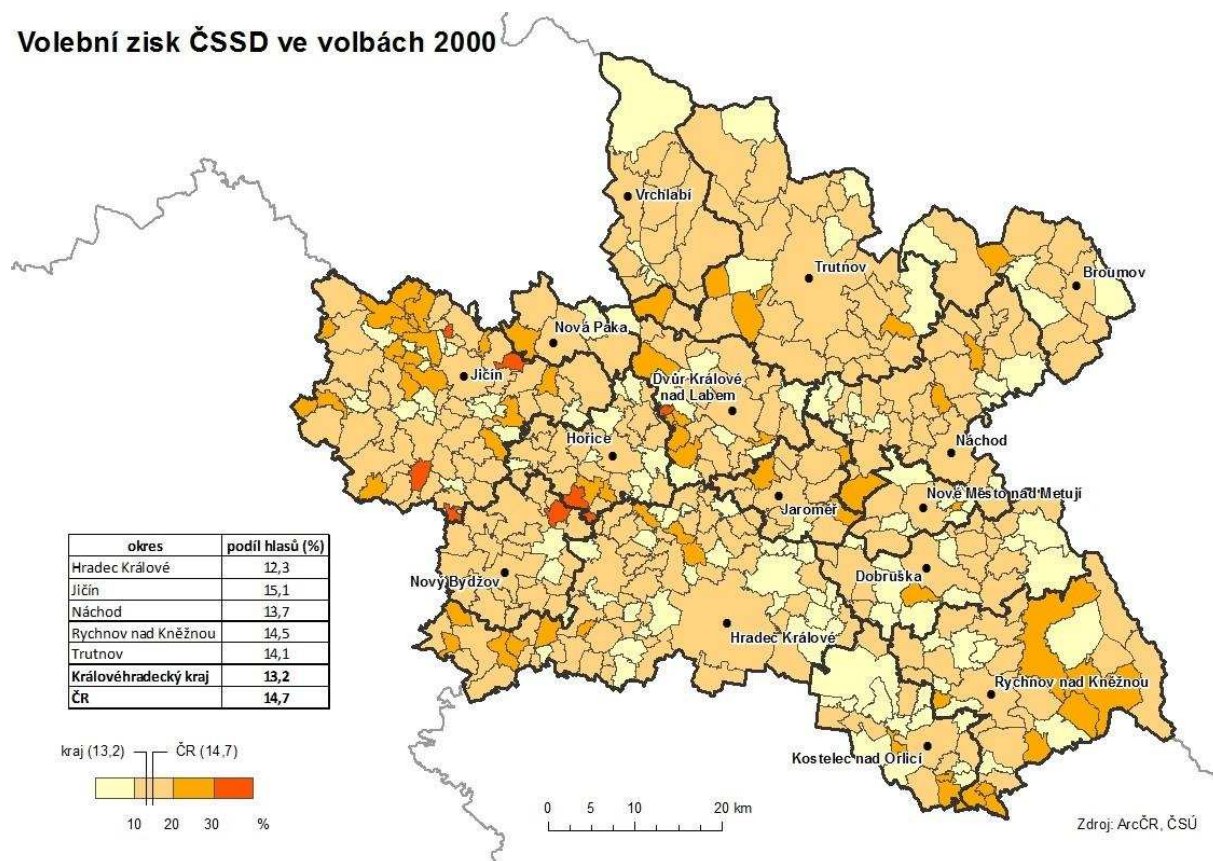 Volební zisk ČSSD ve volbách 2000
Vrchlabí
Trutnov
Broumov
Nová Paka
Jičín
Dvůr Králové
nad Labem
Hořice
Náchod
Jaroměř
Nové Město nad Metují
Nový Bydžov
Dobruška
Hradec Králové
Rychnov nad Kněžnou
Kostelec nad Orlicí
okres podíl hlasů (%)
Hradec Králové 12,3
Jičín 15,1
Náchod 13,7
Rychnov nad Kněžnou 14,5
Trutnov 14,1
Královéhradecký kraj 13,2
ČR 14,7
kraj (13,2) ČR (14,7)
10 20 30 %
0 5 10 20 km
Zdroj: ArcČR, ČSÚ